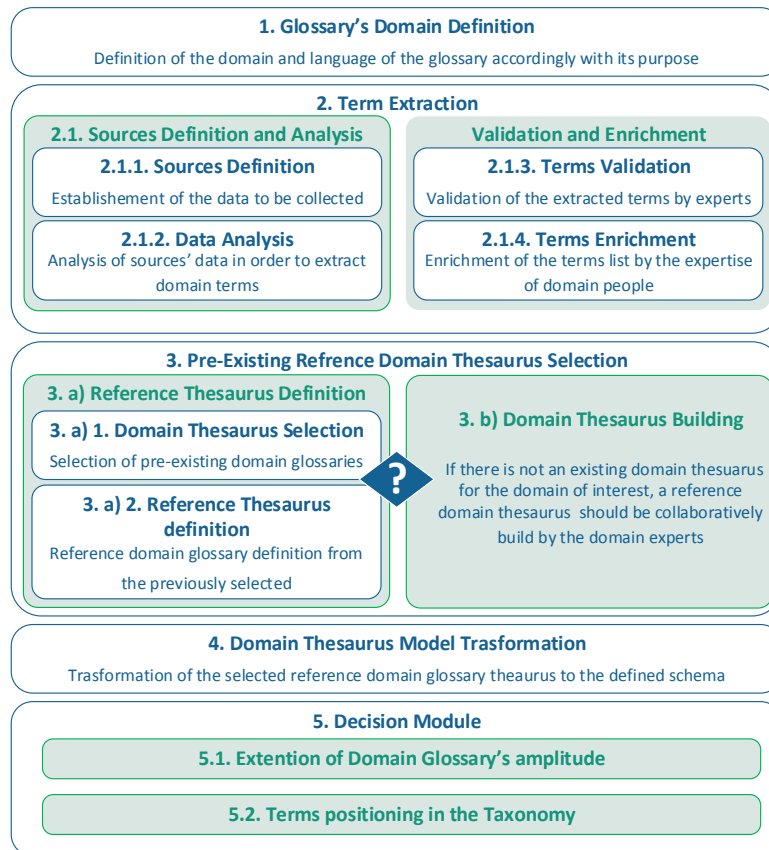 1. Glossary’s Domain Definition
Definition of the domain and language of the glossary accordingly with its purpose
2. Term Extraction
2.1. Sources Definition and Analysis
2.1.1. Sources Definition
Establishement of the data to be collected
2.1.2. Data Analysis
Analysis of sources’ data in order to extract
domain terms
Validation and Enrichment
2.1.3. Terms Validation
Validation of the extracted terms by experts
2.1.4. Terms Enrichment
Enrichment of the terms list by the expertise
of domain people
3. Pre-Existing Refrence Domain Thesaurus Selection
3. a) Reference Thesaurus Definition
3. a) 1. Domain Thesaurus Selection
Selection of pre-existing domain glossaries
3. a) 2. Reference Thesaurus
definition
Reference domain glossary definition from
the previously selected
?
3. b) Domain Thesaurus Building
If there is not an existing domain thesuarus
for the domain of interest, a reference
domain thesaurus should be collaboratively
build by the domain experts
4. Domain Thesaurus Model Trasformation
Trasformation of the selected reference domain glossary theaurus to the defined schema
5. Decision Module
5.1. Extention of Domain Glossary’s amplitude
5.2. Terms positioning in the Taxonomy